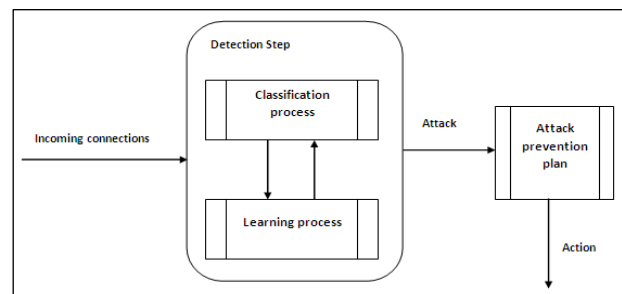 Detection Step
Classification
process
Incoming connections
Learning process
Attack
Attack
prevention
plan
Action